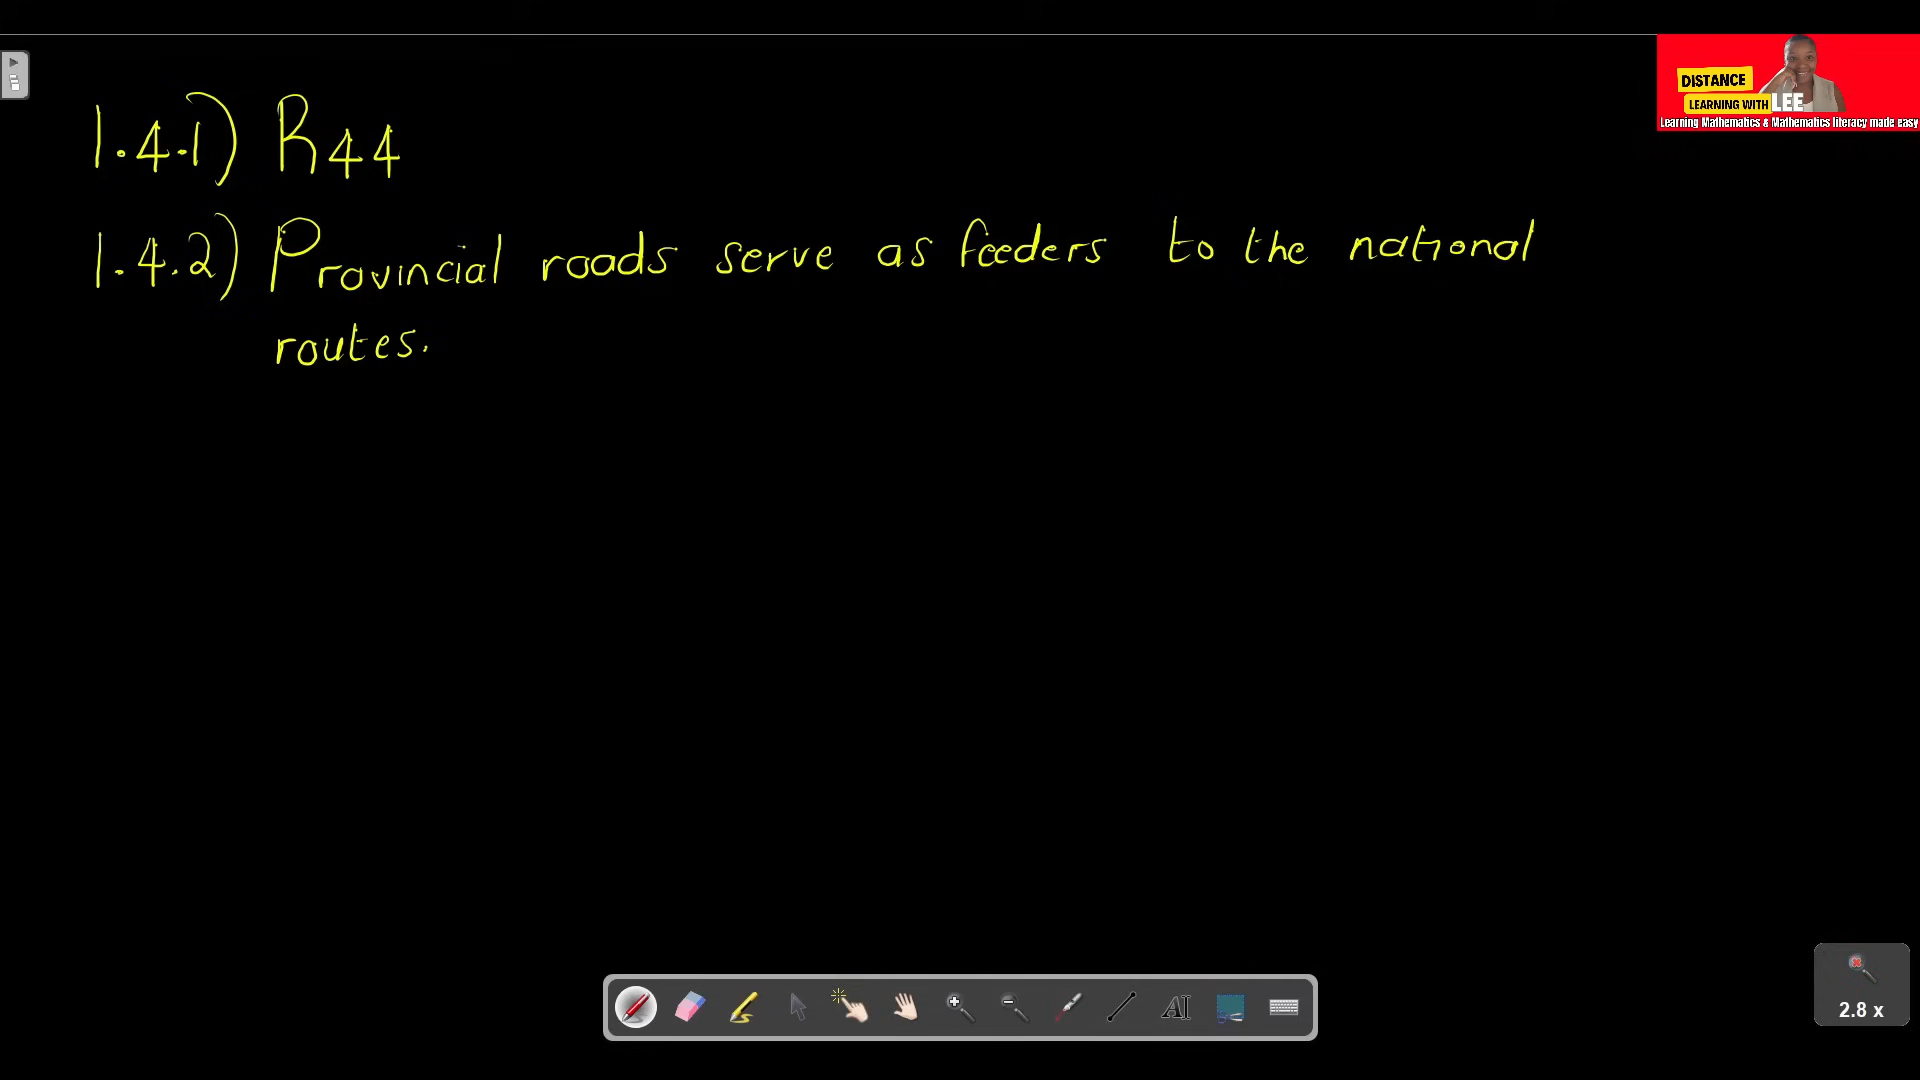 DISTANCE
LEARNING WITH LEE
Learning Mathematics & Mathematics literacy made easy
1.4.1) R44
1.4.2) Provincial roads serve as feeders to the national
routes.
AI
2.8 x